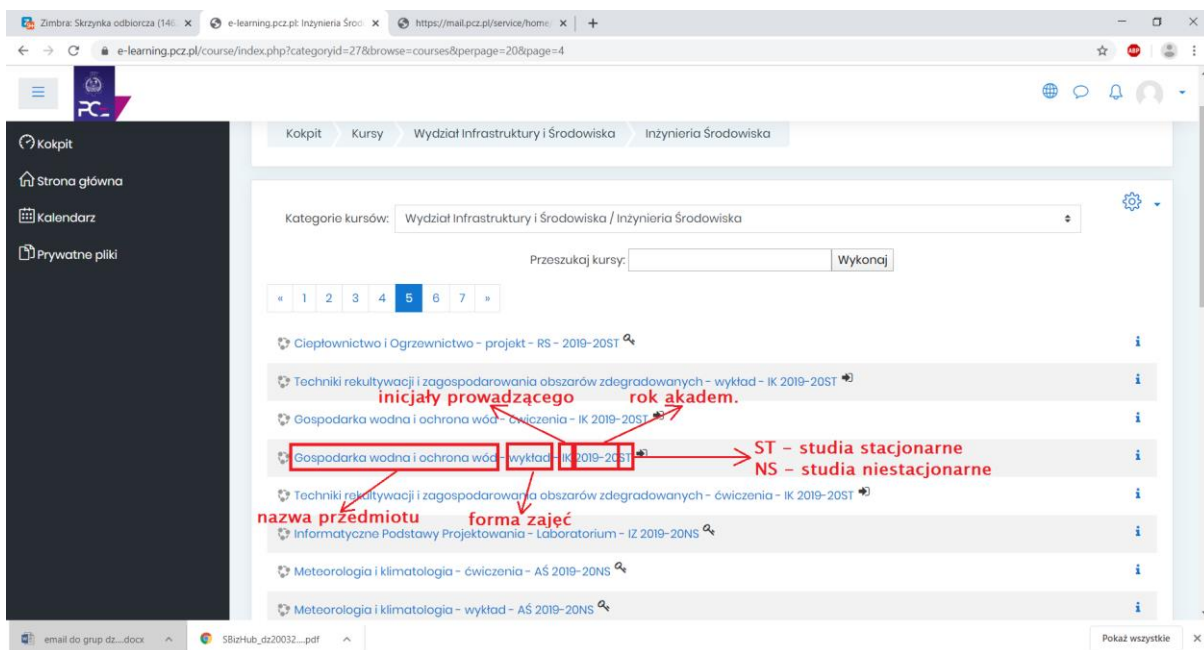 Zimbra: Skrzynka odbiorcza (146
e-learning.pcz.pl: Inżynieria Środ
https://mail.pcz.pl/service/home/
e-learning.pcz.pl/course/index.php?categoryid=27&browse=courses&perpage=20&page=4
ABP
PC
Kokpit
Strona główna
Kalendarz
Prywatne pliki
Kokpit Kursy Wydział Infrastruktury i Środowiska Inżynieria Środowiska
Kategorie kursów: Wydział Infrastruktury i Środowiska / Inżynieria Środowiska
Przeszukaj kursy: Wykonaj
« 1 2 3 4 5 6 7 »
Ciepłownictwo i Ogrzewnictwo - projekt - RS - 2019-20ST
Techniki rekultywacji i zagospodarowania obszarów zdegradowanych - wykład - IK 2019-20ST
inicjały prowadzącego rok akadem.
Gospodarka wodna i ochrona wód - ćwiczenia - IK 2019-20ST
Gospodarka wodna i ochrona wód - wykład - IK 2019-20ST
ST – studia stacjonarne
NS – studia niestacjonarne
Techniki rekultywacji i zagospodarowania obszarów zdegradowanych - ćwiczenia - IK 2019-20ST
nazwa przedmiotu forma zajęć
Informatyczne Podstawy Projektowania - Laboratorium - IZ 2019-20NS
Meteorologia i klimatologia - ćwiczenia - AŚ 2019-20NS
Meteorologia i klimatologia - wykład - AŚ 2019-20NS
email do grup dz....docx
SBizHub_dz20032....pdf
Pokaż wszystkie